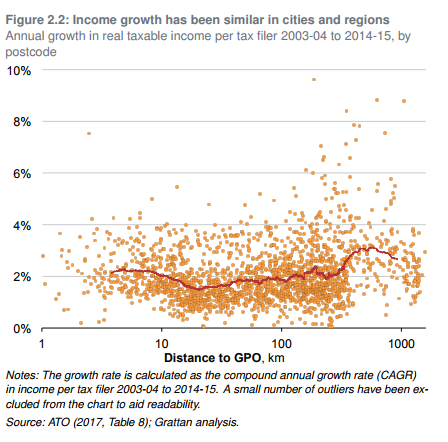 Figure 2.2: Income growth has been similar in cities and regions
Annual growth in real taxable income per tax filer 2003-04 to 2014-15, by
postcode
10%
8%
6%
4%
2%
0%
1
10
100
1000
Distance to GPO, km
Notes: The growth rate is calculated as the compound annual growth rate (CAGR)
in income per tax filer 2003-04 to 2014-15. A small number of outliers have been ex-
cluded from the chart to aid readability.
Source: ATO (2017, Table 8); Grattan analysis.